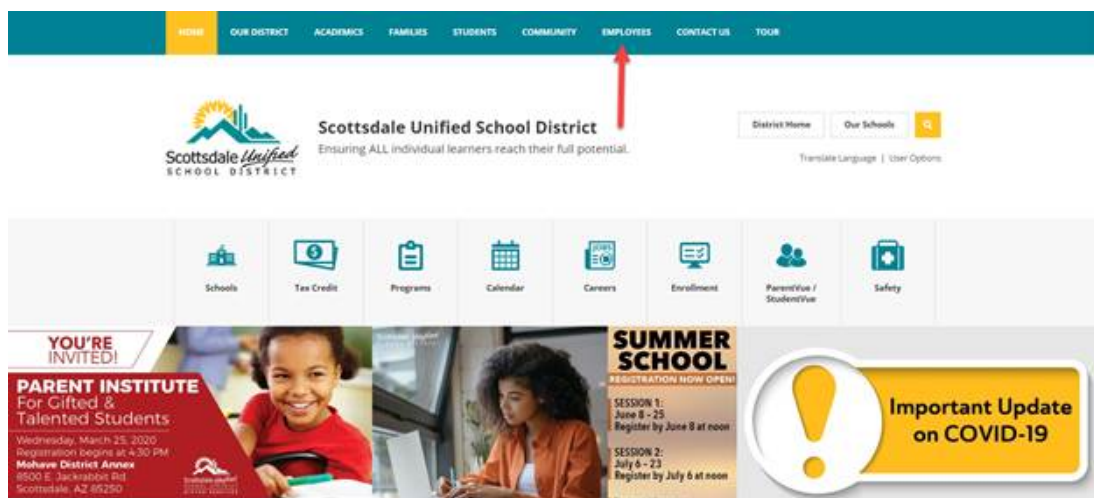 HOME OUR DISTRICT ACADEMICS FAMILIES STUDENTS COMMUNITY EMPLOYEES CONTACT US TOUR
Scottsdale Unified
SCHOOL DISTRICT
Scottsdale Unified School District
Ensuring ALL individual learners reach their full potential.
District Home Our Schools
Translate Language | User Options
Schools Tax Credit Programs Calendar Careers Enrollment ParentVue /
StudentVue Safety
YOU'RE
INVITED!
PARENT INSTITUTE
For Gifted &
Talented Students
Wednesday, March 25, 2020
Registration begins at 4:30 PM
Mohave District Annex
8500 E. Jackrabbit Rd
Scottsdale, AZ 85250
Scottsdale Unified
SUMMER
SCHOOL
REGISTRATION NOW OPEN!
SESSION 1:
June 8 - 25
Register by June 8 at noon
SESSION 2:
July 6 - 23
Register by July 6 at noon
Important Update
on COVID-19